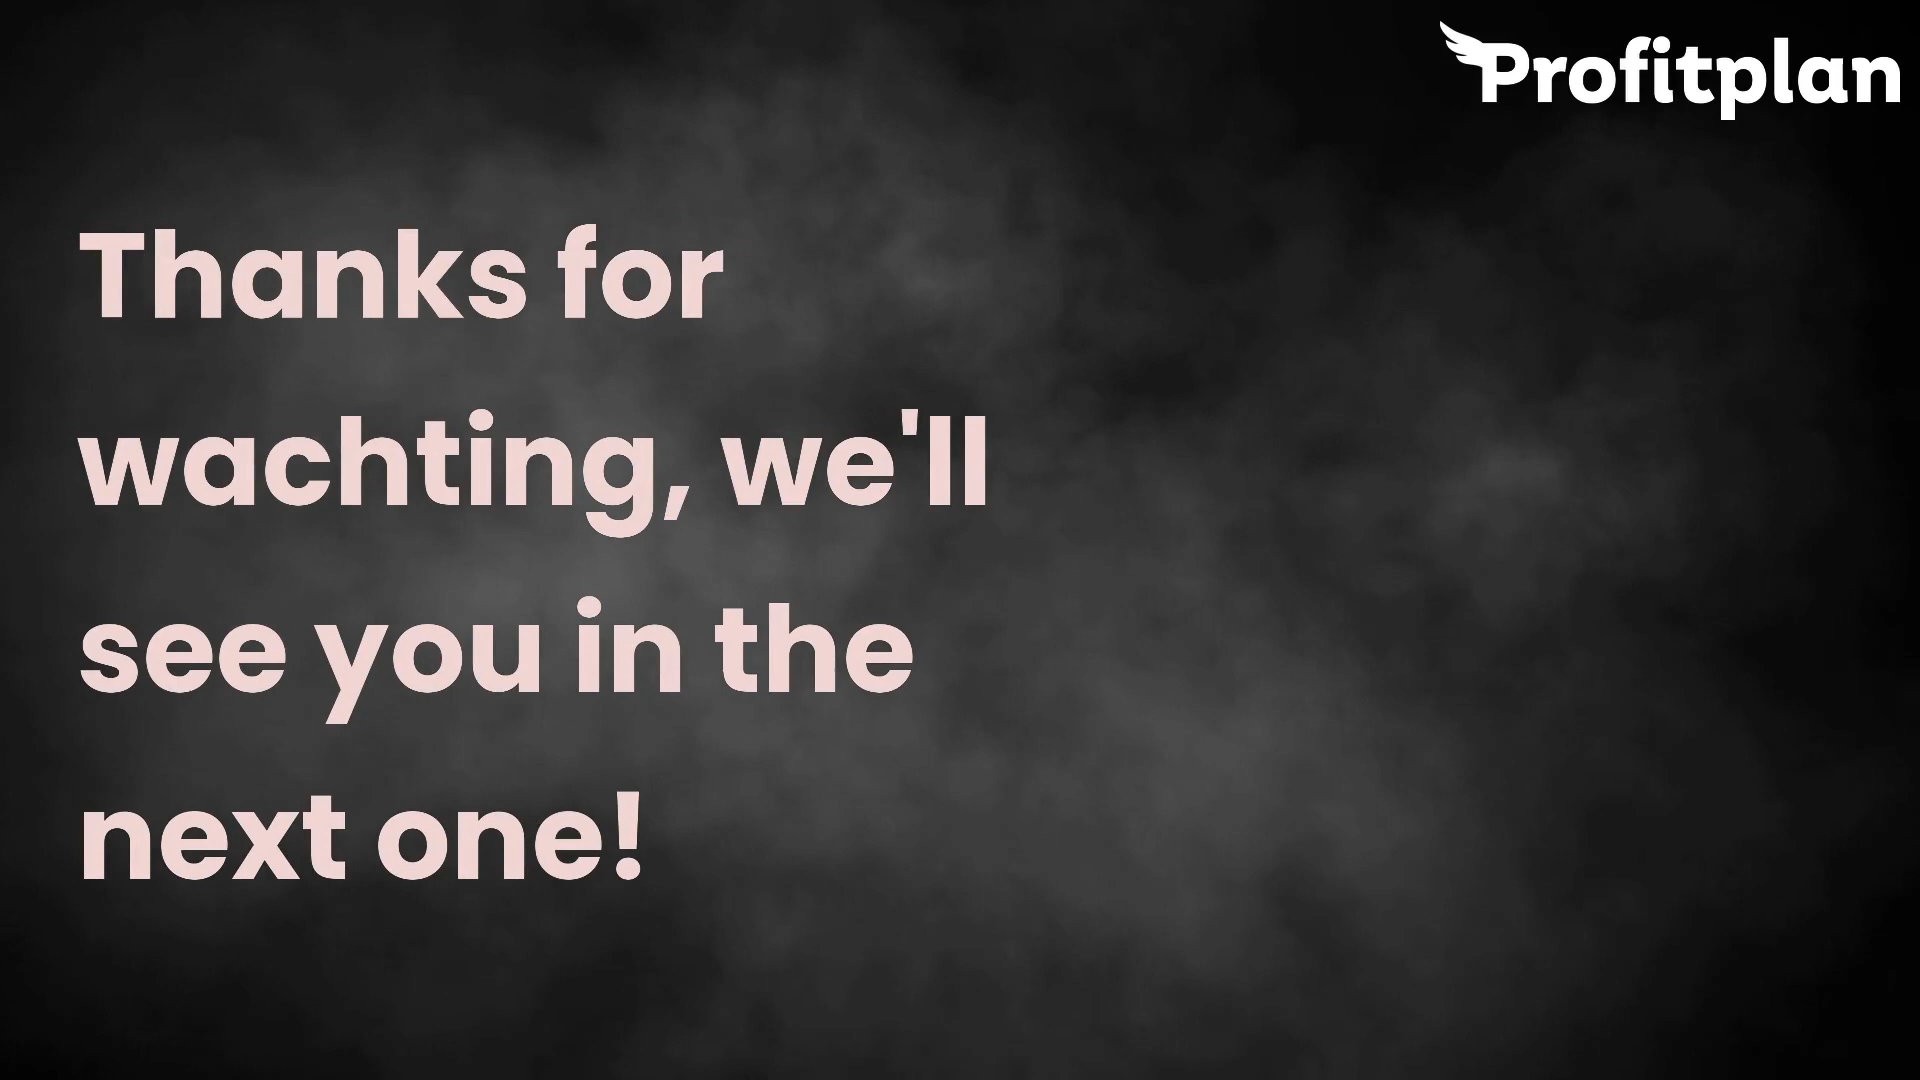 Profitplan
Thanks for
wachting, we'll
see you in the
next one!